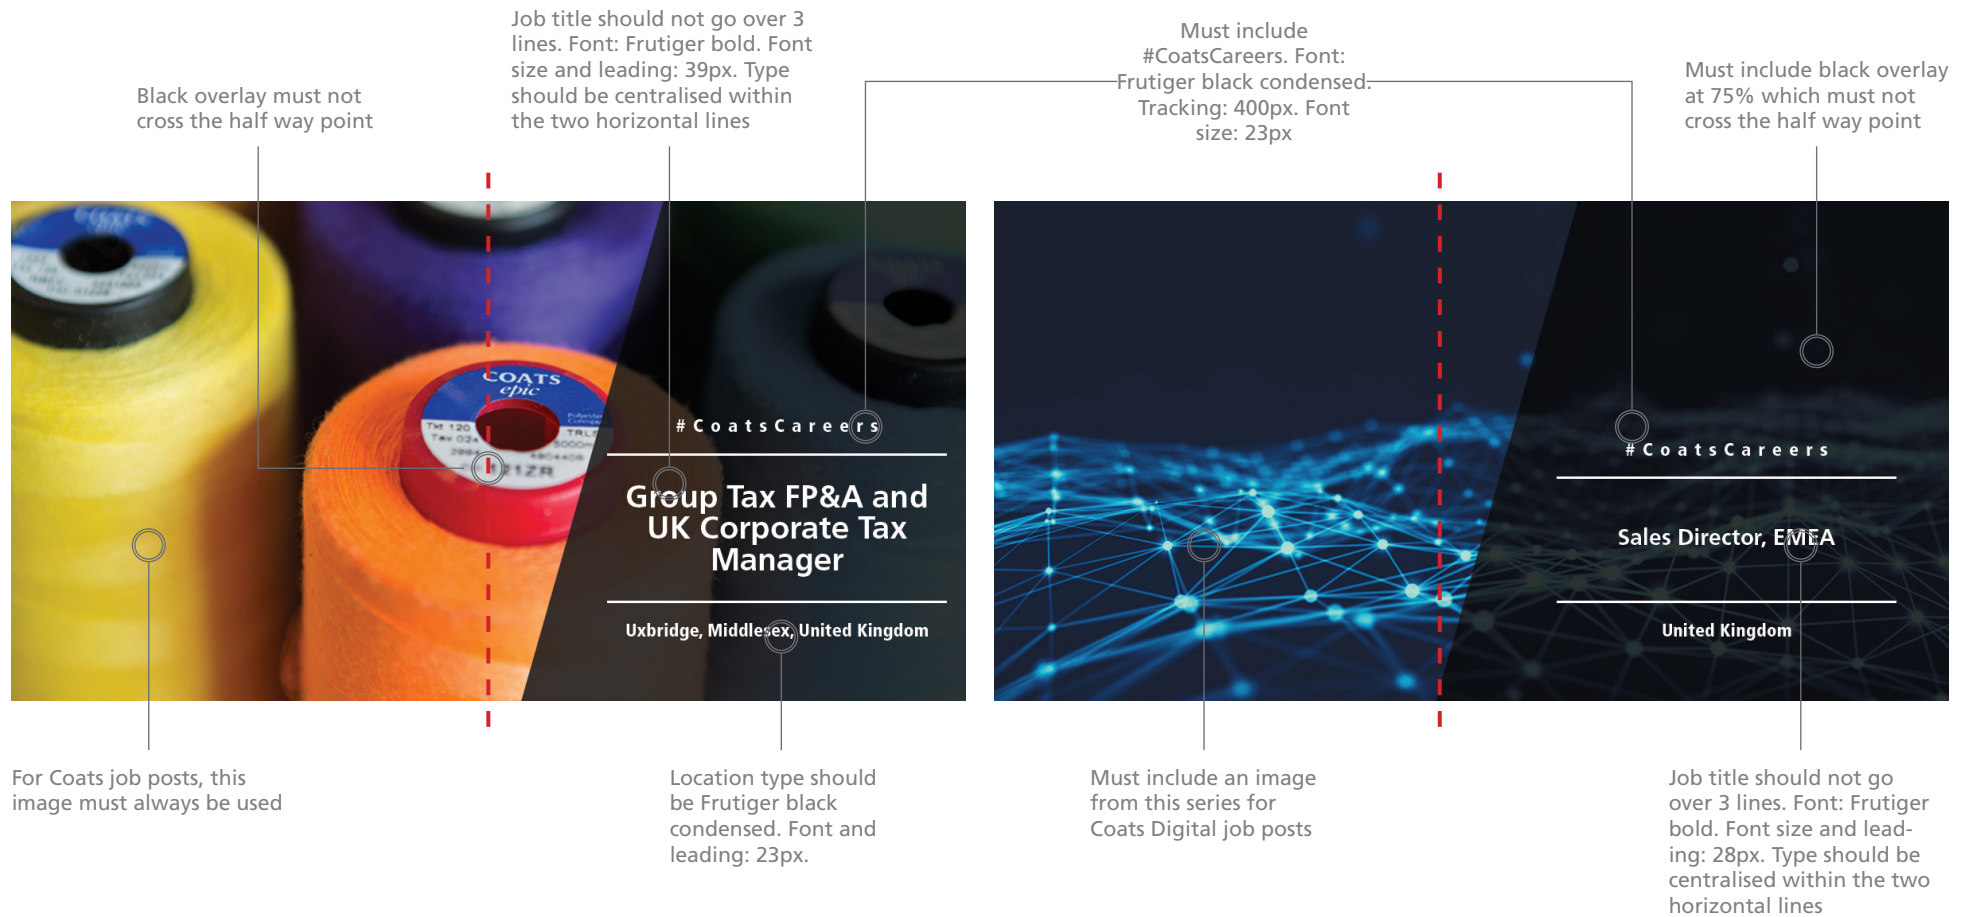 Job title should not go over 3
lines. Font: Frutiger bold. Font
size and leading: 39px. Type
should be centralised within
the two horizontal lines
Must include
#CoatsCareers. Font:
Frutiger black condensed.
Tracking: 400px. Font
size: 23px
Black overlay must not
cross the half way point
Must include black overlay
at 75% which must not
cross the half way point
COATS
epic
Tkt 120
Tex 024
#CoatsCareers
Group Tax FP&A and
UK Corporate Tax
Manager
Uxbridge, Middlesex, United Kingdom
#CoatsCareers
Sales Director, EMEA
United Kingdom
For Coats job posts, this
image must always be used
Location type should
be Frutiger black
condensed. Font and
leading: 23px.
Must include an image
from this series for
Coats Digital job posts
Job title should not go
over 3 lines. Font: Frutiger
bold. Font size and lead-
ing: 28px. Type should be
centralised within the two
horizontal lines